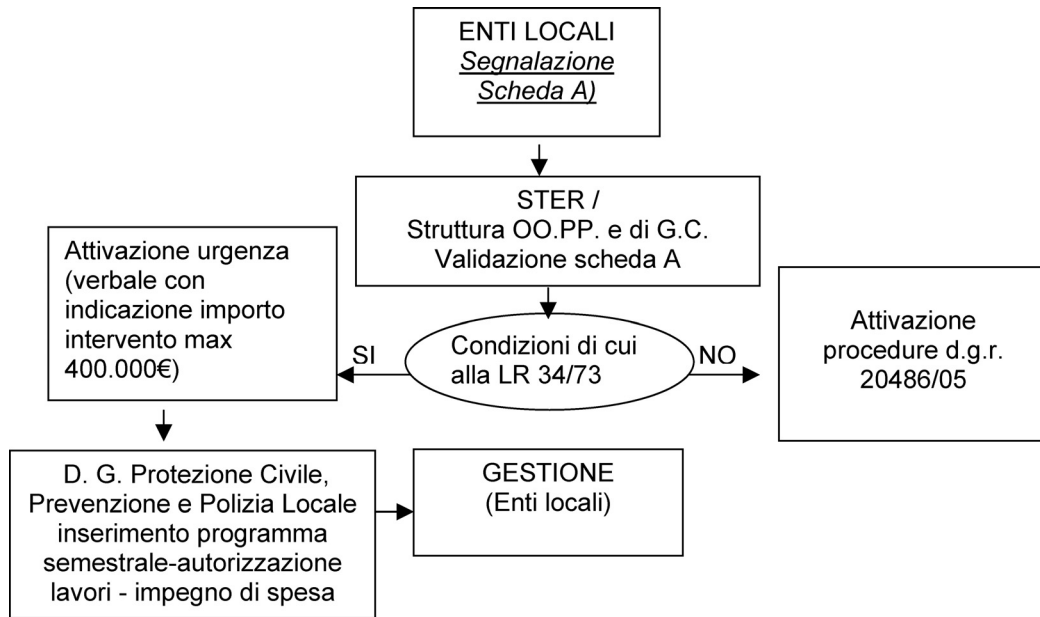 ENTI LOCALI
Segnalazione
Scheda A)
STER /
Struttura OO.PP. e di G.C.
Validazione scheda A
Attivazione urgenza
(verbale con
indicazione importo
intervento max
400.000€)
SI
Condizioni di cui
alla LR 34/73
NO
Attivazione
procedure d.g.r.
20486/05
D. G. Protezione Civile,
Prevenzione e Polizia Locale
inserimento programma
semestrale-autorizzazione
lavori - impegno di spesa
GESTIONE
(Enti locali)